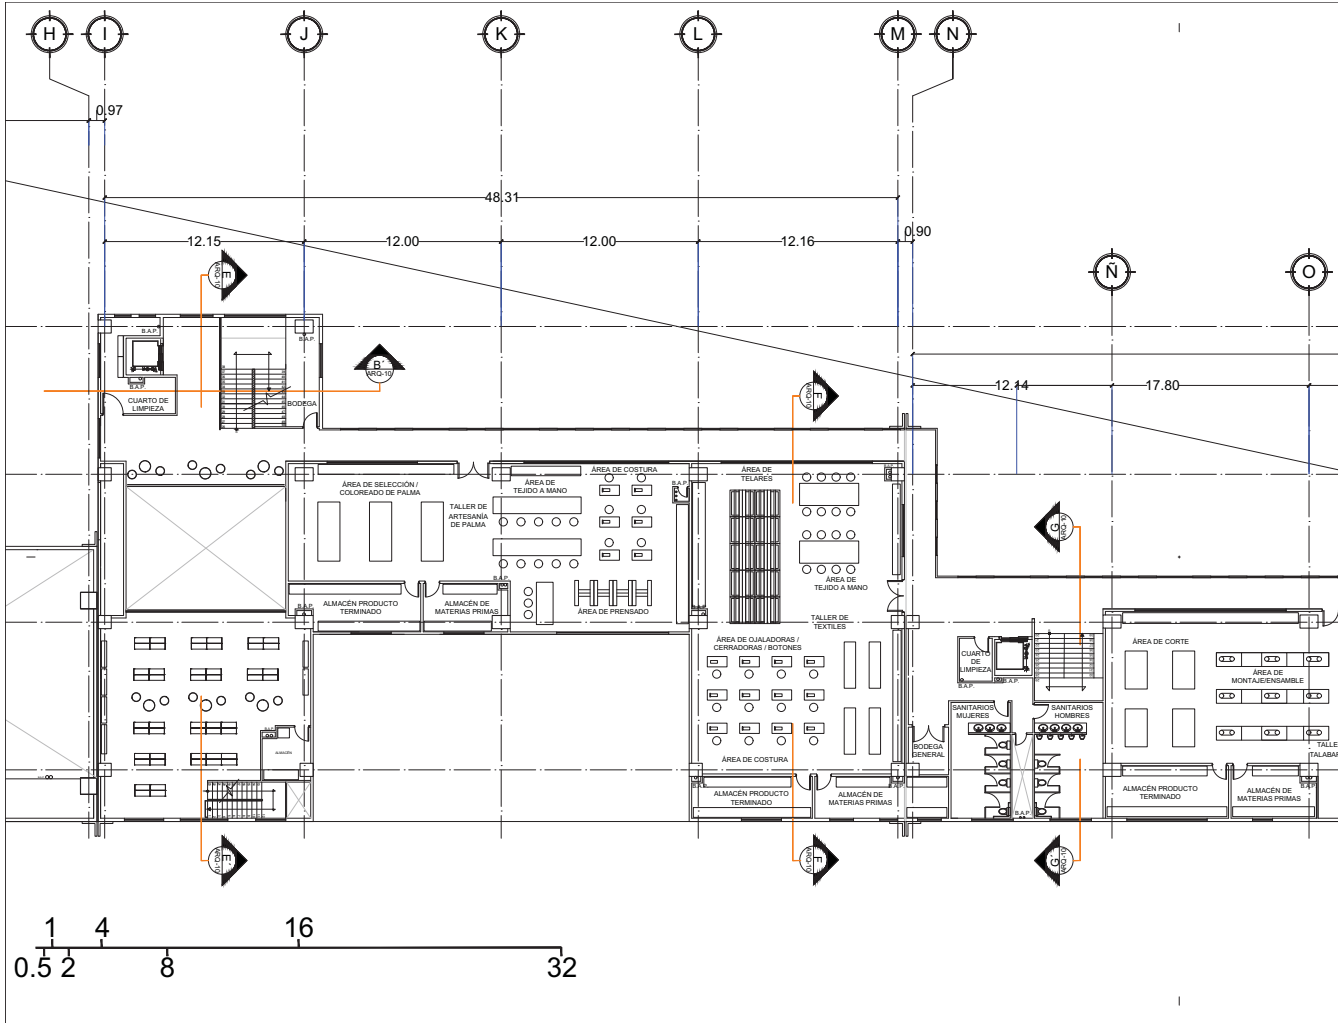 H I J K L M N
0.97
48.31
12.15 12.00 12.00 12.16 0.90
Ñ O
E
ARQ-10
B.A.P.
B.A.P.
B.A.P.
CUARTO DE
LIMPIEZA
BODEGA
B´
ARQ-10
F
ARQ-10
12.14 17.80
ÁREA DE SELECCIÓN /
COLOREADO DE PALMA
TALLER DE
ARTESANÍA
DE PALMA
ÁREA DE
TEJIDO A MANO
ÁREA DE COSTURA
B.A.P.
ÁREA DE
TELARES
ÁREA DE
TEJIDO A MANO
G
ARQ-10
B.A.P.
ALMACÉN PRODUCTO
TERMINADO
ALMACÉN DE
MATERIAS PRIMAS
B.A.P.
ÁREA DE PRENSADO
B.A.P.
TALLER DE
TEXTILES
ÁREA DE OJALADORAS /
CERRADORAS / BOTONES
ÁREA DE COSTURA
CUARTO
DE
LIMPIEZA
B.A.P.
B.A.P.
ÁREA DE CORTE
ÁREA DE
MONTAJE/ENSAMBLE
SANITARIOS
MUJERES
SANITARIOS
HOMBRES
BODEGA
GENERAL
TALLE
TALABAR
ALMACÉN
B.A.P.
ALMACÉN PRODUCTO
TERMINADO
ALMACÉN DE
MATERIAS PRIMAS
B.A.P.
ALMACÉN PRODUCTO
TERMINADO
ALMACÉN DE
MATERIAS PRIMAS
B.A.P.
E´
ARQ-10
F´
ARQ-10
G´
ARQ-10
1 4 16
0.5 2 8 32